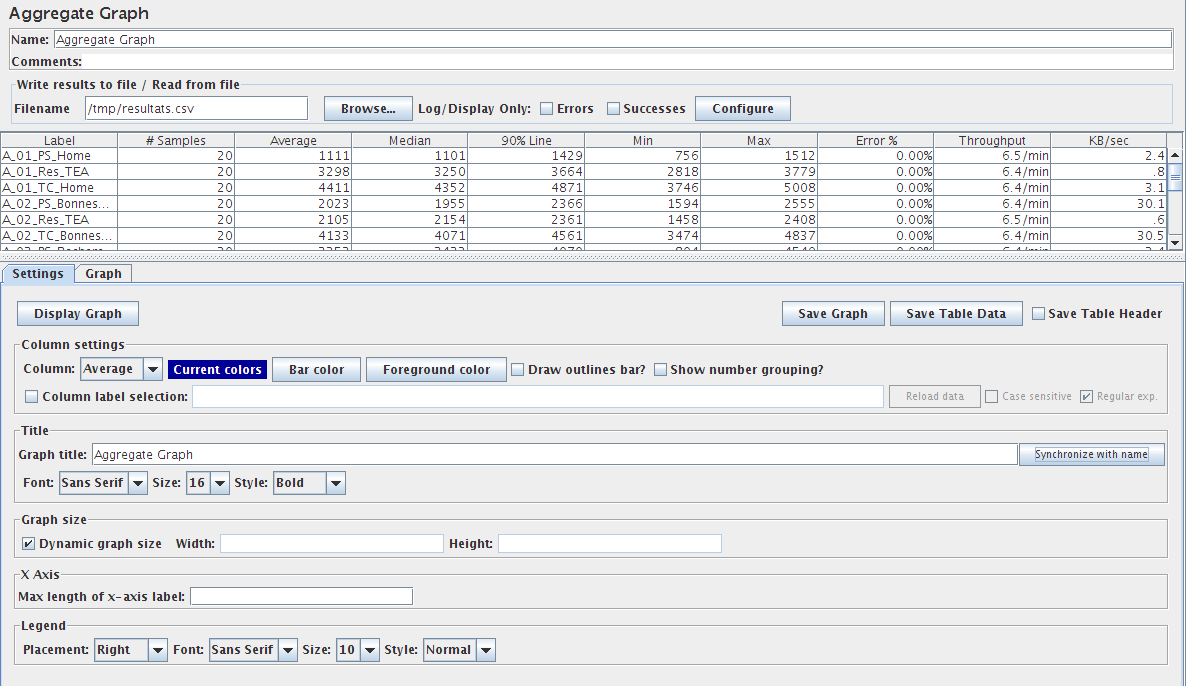 Aggregate Graph
Name: Aggregate Graph
Comments:
Write results to file / Read from file
Filename /tmp/resultats.csv Browse... Log/Display Only: Errors Successes Configure
Label # Samples Average Median 90% Line Min Max Error % Throughput KB/sec
A_01_PS_Home 20 1111 1101 1429 756 1512 0.00% 6.5/min 2.4
A_01_Res_TEA 20 3298 3250 3664 2818 3779 0.00% 6.4/min .8
A_01_TC_Home 20 4411 4352 4871 3746 5008 0.00% 6.4/min 3.1
A_02_PS_Bonnes... 20 2023 1955 2366 1594 2555 0.00% 6.4/min 30.1
A_02_Res_TEA 20 2105 2154 2361 1458 2408 0.00% 6.5/min .6
A_02_TC_Bonnes... 20 4133 4071 4561 3474 4837 0.00% 6.4/min 30.5
Settings Graph
Display Graph Save Graph Save Table Data Save Table Header
Column settings
Column: Average Current colors Bar color Foreground color Draw outlines bar? Show number grouping?
Column label selection: Reload data Case sensitive Regular exp.
Title
Graph title: Aggregate Graph Synchronize with name
Font: Sans Serif Size: 16 Style: Bold
Graph size
Dynamic graph size Width: Height:
X Axis
Max length of x-axis label:
Legend
Placement: Right Font: Sans Serif Size: 10 Style: Normal